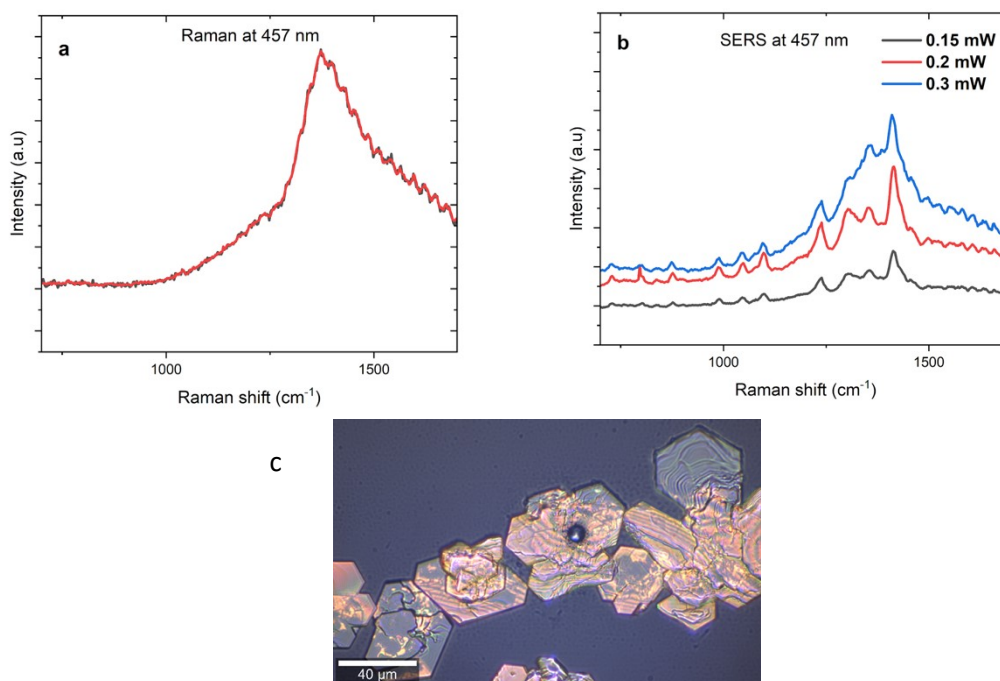 a
Raman at 457 nm
Intensity (a.u)
1000
1500
Raman shift (cm⁻¹)
b
SERS at 457 nm
0.15 mW
0.2 mW
0.3 mW
Intensity (a.u)
1000
1500
Raman shift (cm⁻¹)
c
40 µm